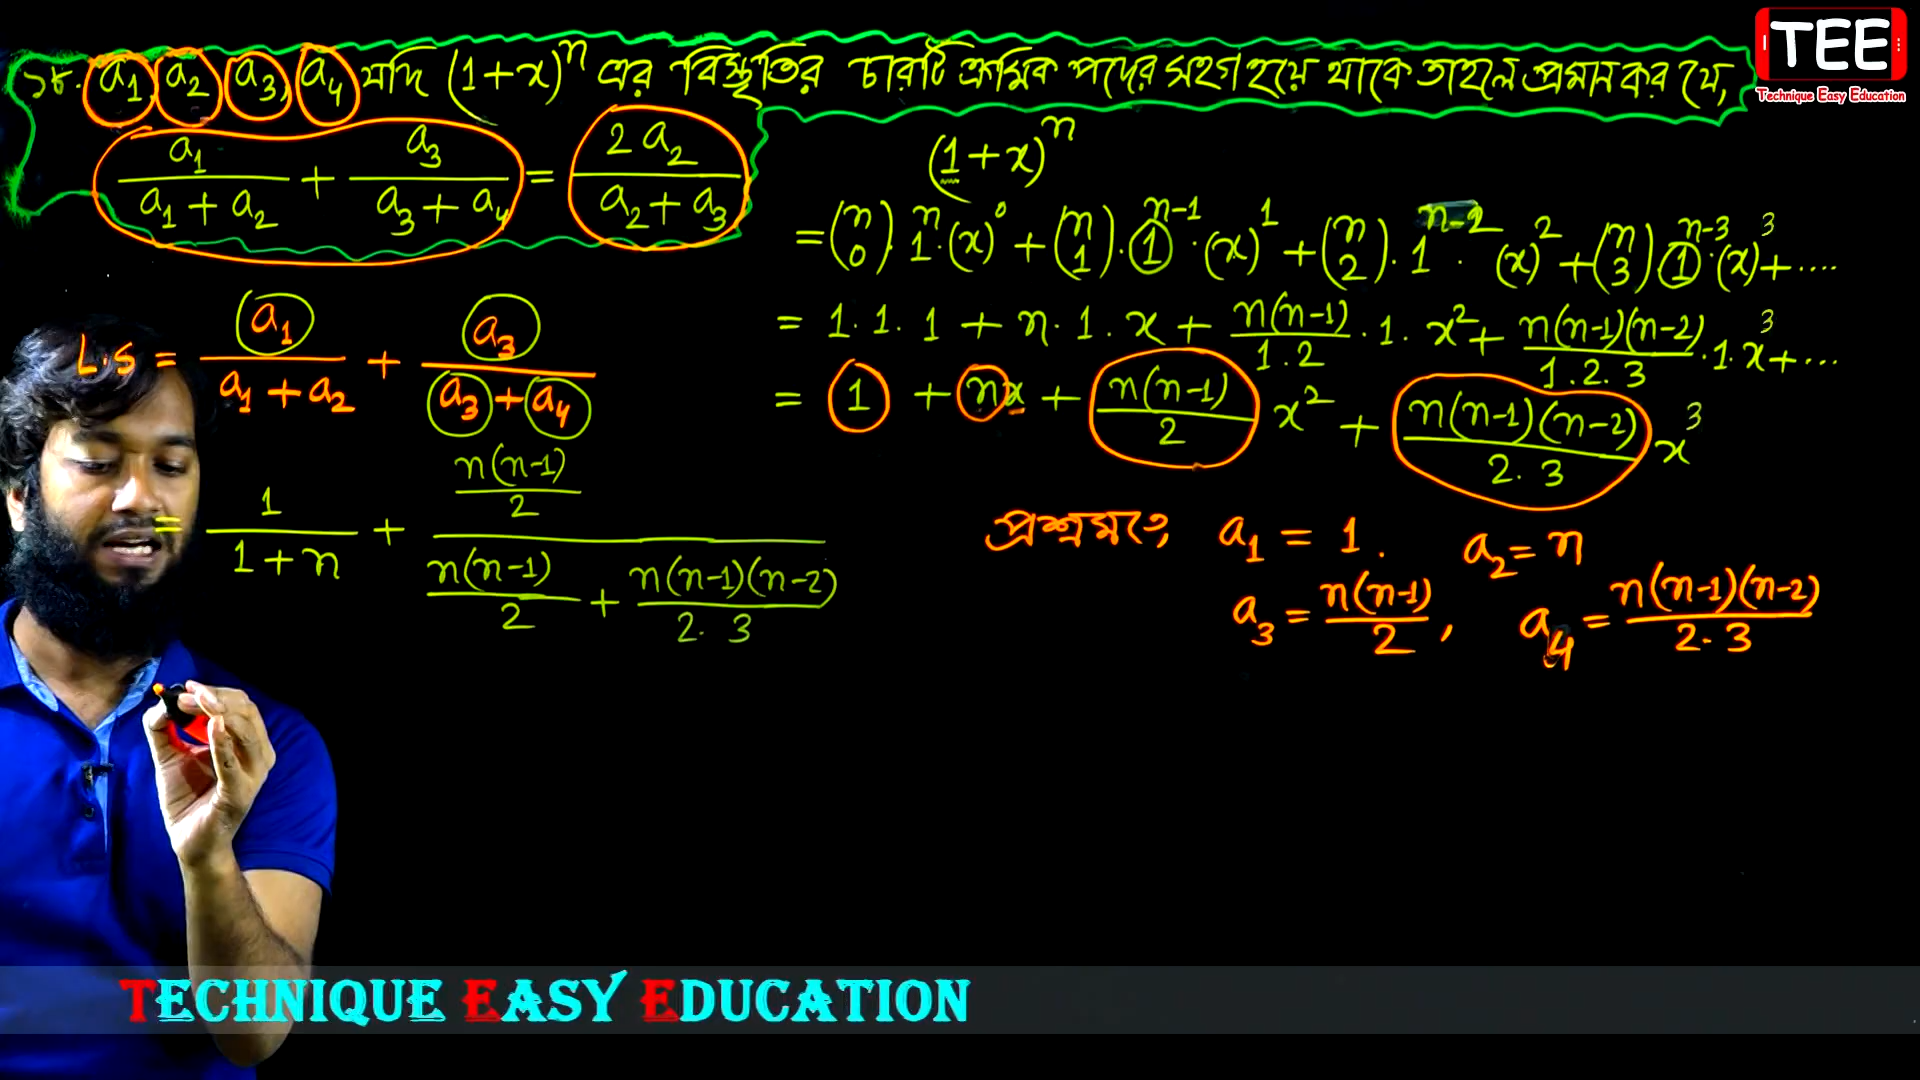 ১৮. a₁ a₂ a₃, a₄ যদি (1+x)ⁿ এর বিস্তৃতির চারটি ক্রমিক পদের সহগ হয়ে থাকে তাহলে প্রমান কর যে,
TEE
Technique Easy Education
a₁/(a₁+a₂) + a₃/(a₃+a₄) = 2a₂/(a₂+a₃)
(1+x)ⁿ
= (n 0)·1ⁿ·(x)⁰ + (n 1)·1ⁿ⁻¹·(x)¹ + (n 2)·1ⁿ⁻²·(x)² + (n 3)1ⁿ⁻³·(x)³+....
= 1·1·1 + n·1·x + n(n-1)/1.2 ·1·x² + n(n-1)(n-2)/1.2.3 ·1·x³+...
= 1 + nx + n(n-1)/2 x² + n(n-1)(n-2)/2.3 x³
প্রশ্নমতে, a₁ = 1. a₂ = n
a₃ = n(n-1)/2, a₄ = n(n-1)(n-2)/2.3
L.S = a₁/(a₁+a₂) + a₃/(a₃+a₄)
= 1/(1+n) + (n(n-1)/2)/(n(n-1)/2 + n(n-1)(n-2)/2.3)
TECHNIQUE EASY EDUCATION